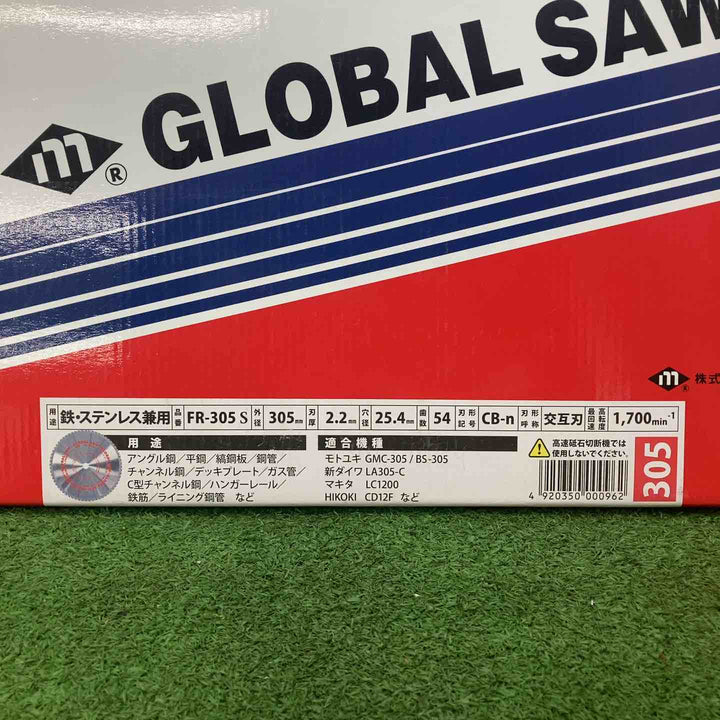 GLOBAL SAW
m®
m® 株式
用途 鉄・ステンレス兼用 品番 FR-305 S 外径 305mm 刃厚 2.2mm 穴径 25.4mm 歯数 54 刃形記号 CB-n 刃形呼称 交互刃 最高回転速度 1,700min-1
用途
アングル鋼/平鋼/縞鋼板/鋼管/
チャンネル鋼/デッキプレート/ガス管/
C型チャンネル鋼/ハンガーレール/
鉄筋/ライニング鋼管 など
適合機種
モトユキ GMC-305/BS-305
新ダイワ LA305-C
マキタ LC1200
HIKOKI CD12F など
高速砥石切断機では
使用しないでください。
4 920350 000962
305